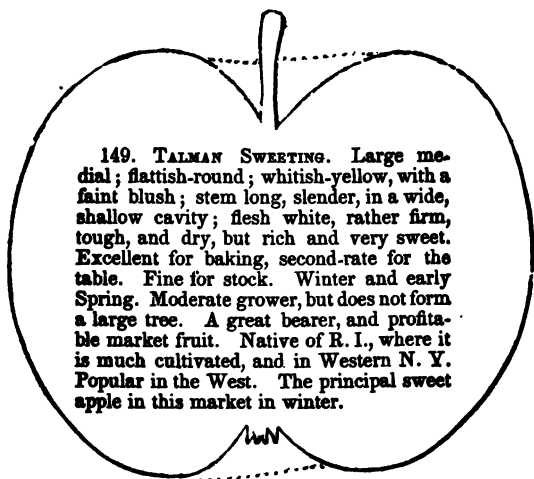 149. TALMAN SWEETING. Large me-
dial; flattish-round; whitish-yellow, with a
faint blush; stem long, slender, in a wide,
shallow cavity; flesh white, rather firm,
tough, and dry, but rich and very sweet.
Excellent for baking, second-rate for the
table. Fine for stock. Winter and early
Spring. Moderate grower, but does not form
a large tree. A great bearer, and profita-
ble market fruit. Native of R. I., where it
is much cultivated, and in Western N. Y.
Popular in the West. The principal sweet
apple in this market in winter.